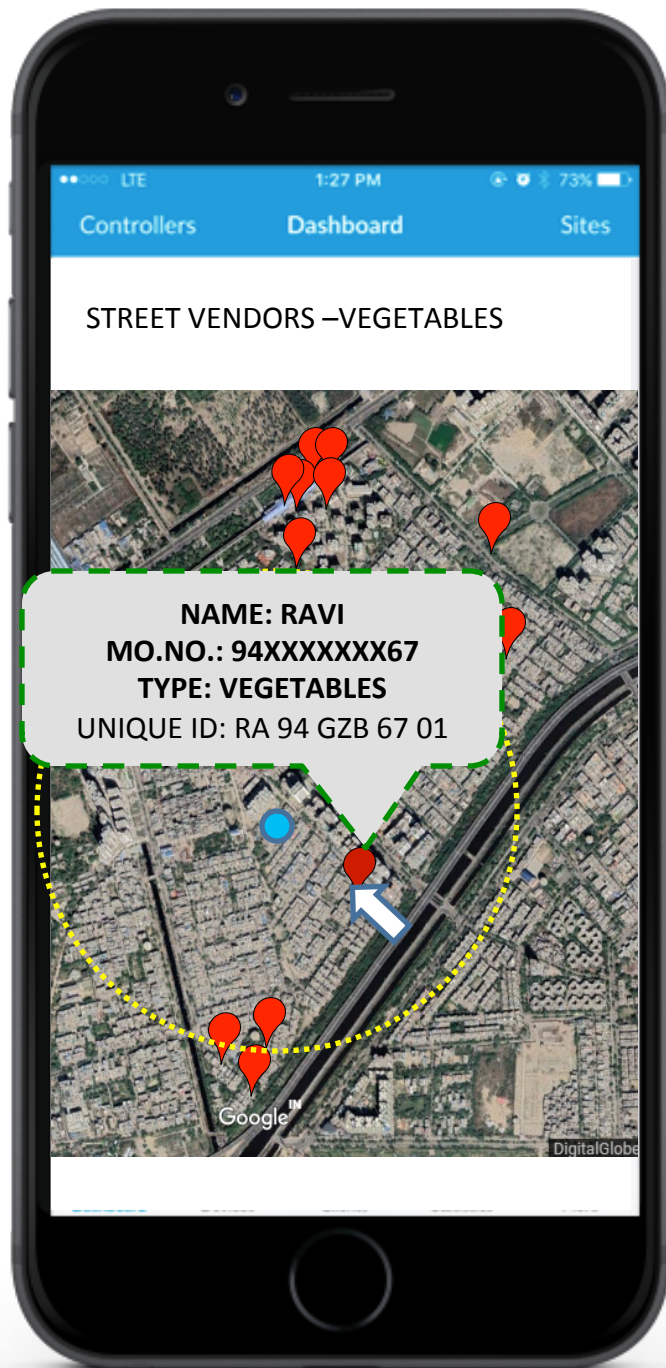 LTE 1:27 PM 73%
Controllers Dashboard Sites
STREET VENDORS –VEGETABLES
NAME: RAVI
MO.NO.: 94XXXXXXX67
TYPE: VEGETABLES
UNIQUE ID: RA 94 GZB 67 01
Google IN
DigitalGlobe